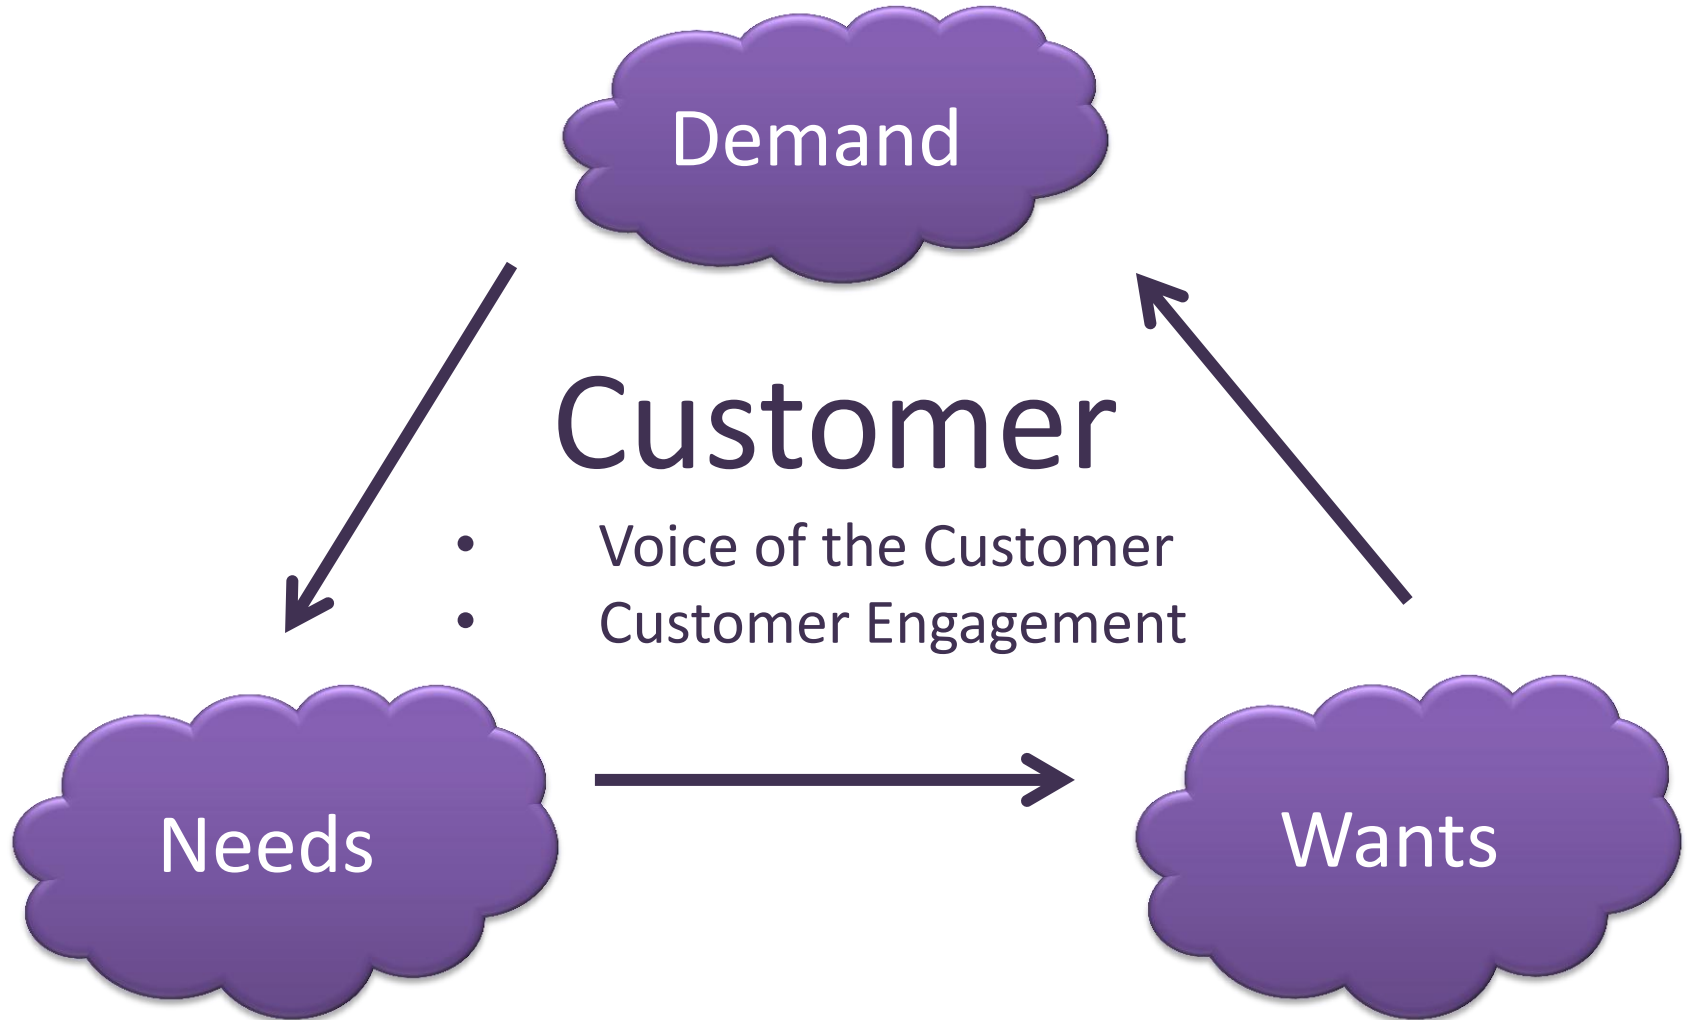 Demand
Customer
• Voice of the Customer
• Customer Engagement
Needs
Wants